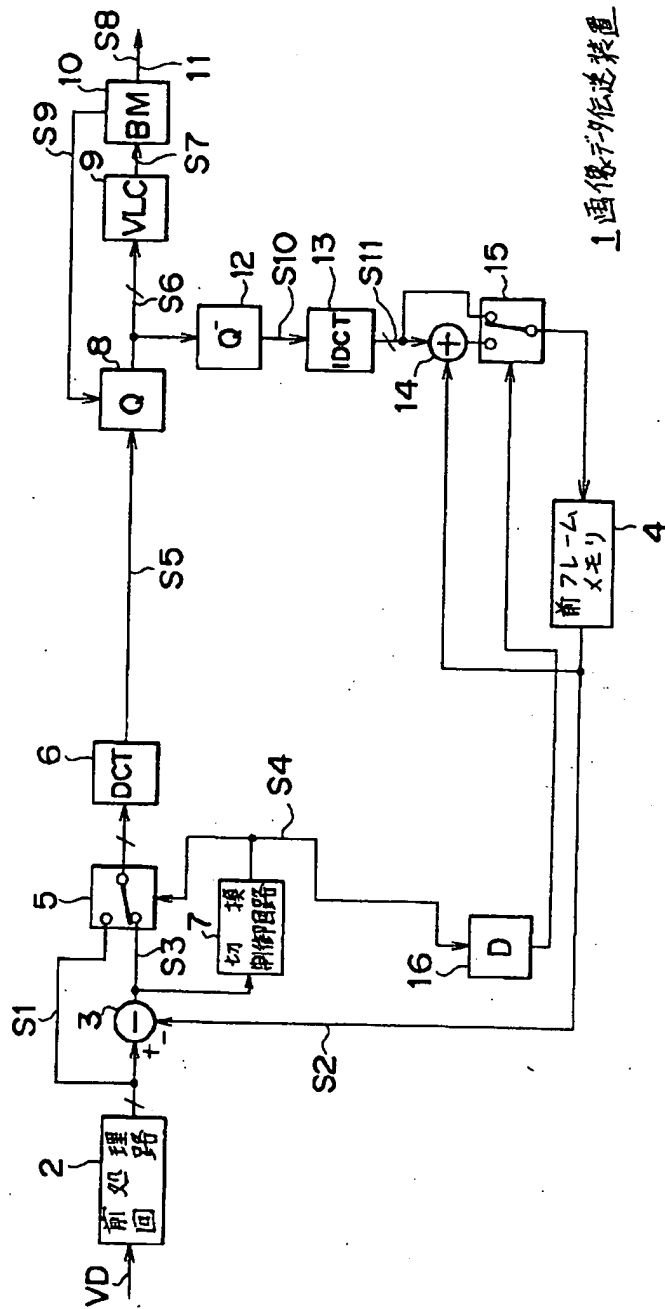 VD
2
前処理
回路
S1
3
+
−
S3
5
6
DCT
S5
8
Q
S9
S6
9
VLC
S7
10
BM
S8
11
7
切換
制御回路
S4
S2
16
D
12
Q⁻
S10
13
IDCT
S11
14
+
15
前フレーム
メモリ
4
1 画像データ伝送装置